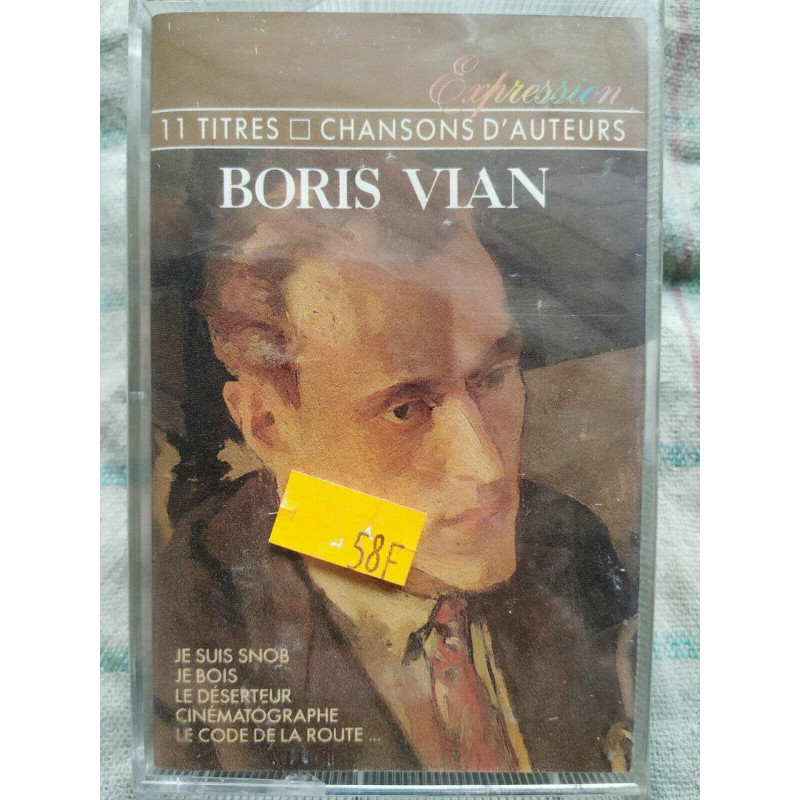 Expression
11 TITRES □ CHANSONS D'AUTEURS
BORIS VIAN
58F
JE SUIS SNOB
JE BOIS
LE DÉSERTEUR
CINÉMATOGRAPHE
LE CODE DE LA ROUTE ...